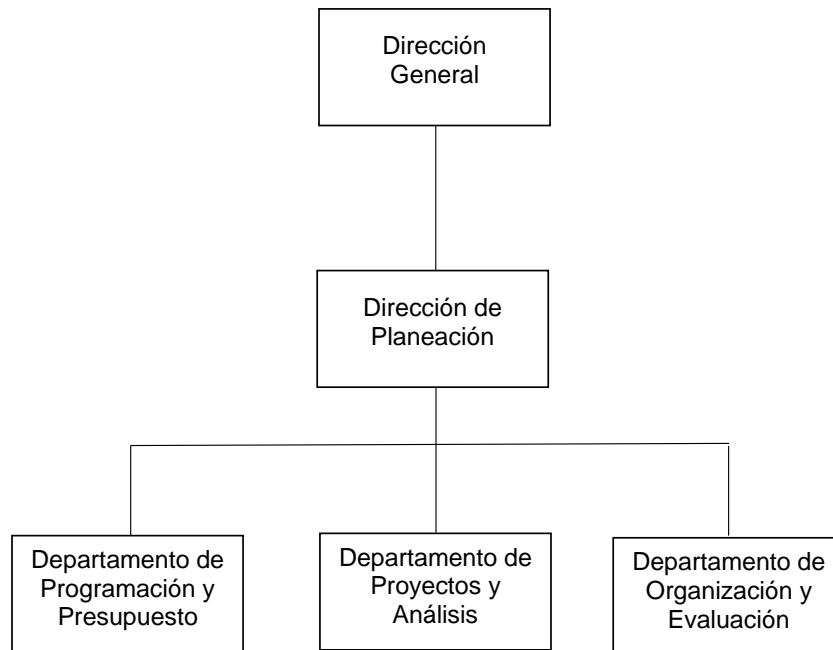 Dirección
General
Dirección de
Planeación
Departamento de
Programación y
Presupuesto
Departamento de
Proyectos y
Análisis
Departamento de
Organización y
Evaluación